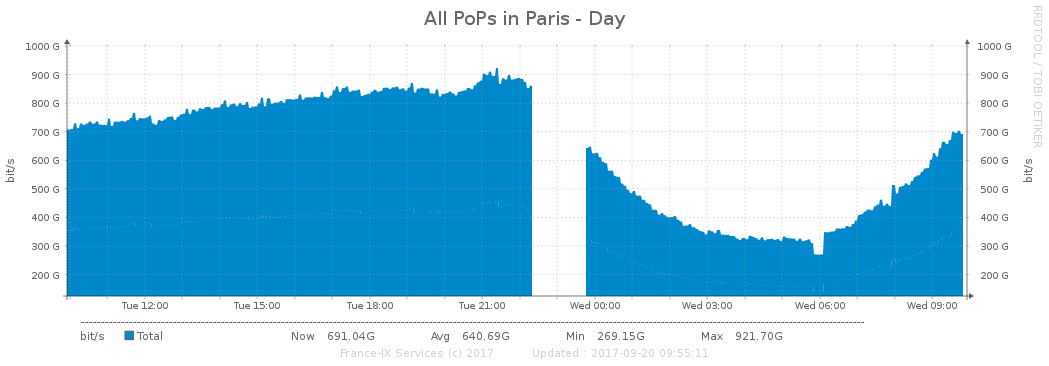 All PoPs in Paris - Day
RRDTOOL / TOBI OETIKER
bit/s
1000 G 1000 G
900 G 900 G
800 G 800 G
700 G 700 G
600 G 600 G
500 G 500 G
400 G 400 G
300 G 300 G
200 G 200 G
bit/s
Tue 12:00 Tue 15:00 Tue 18:00 Tue 21:00 Wed 00:00 Wed 03:00 Wed 06:00 Wed 09:00
bit/s Total Now 691.04G Avg 640.69G Min 269.15G Max 921.70G
France-IX Services (c) 2017 Updated : 2017-09-20 09:55:11